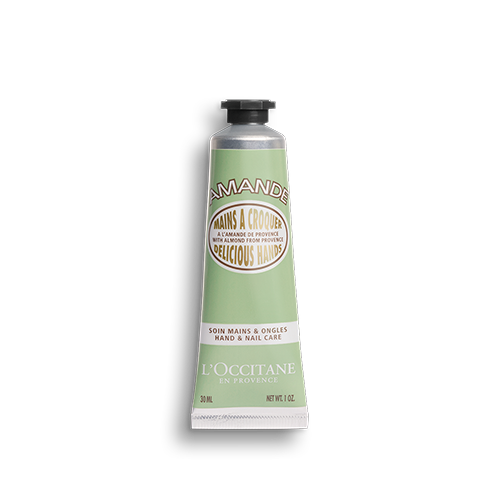 AMANDE
MAINS A CROQUER
A L'AMANDE DE PROVENCE
WITH ALMOND FROM PROVENCE
DELICIOUS HANDS
SOIN MAINS & ONGLES
HAND & NAIL CARE
L'OCCITANE
EN PROVENCE
30 ML NET WT. 1 OZ.